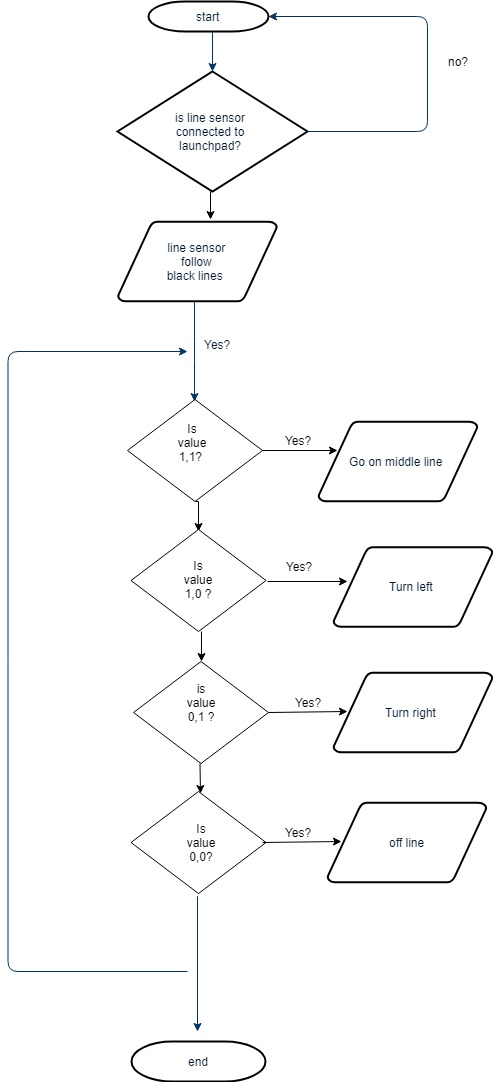 start
no?
is line sensor
connected to
launchpad?
line sensor
follow
black lines
Yes?
Is
value
1,1?
Yes?
Go on middle line
Is
value
1,0 ?
Yes?
Turn left
is
value
0,1 ?
Yes?
Turn right
Is
value
0,0?
Yes?
off line
end